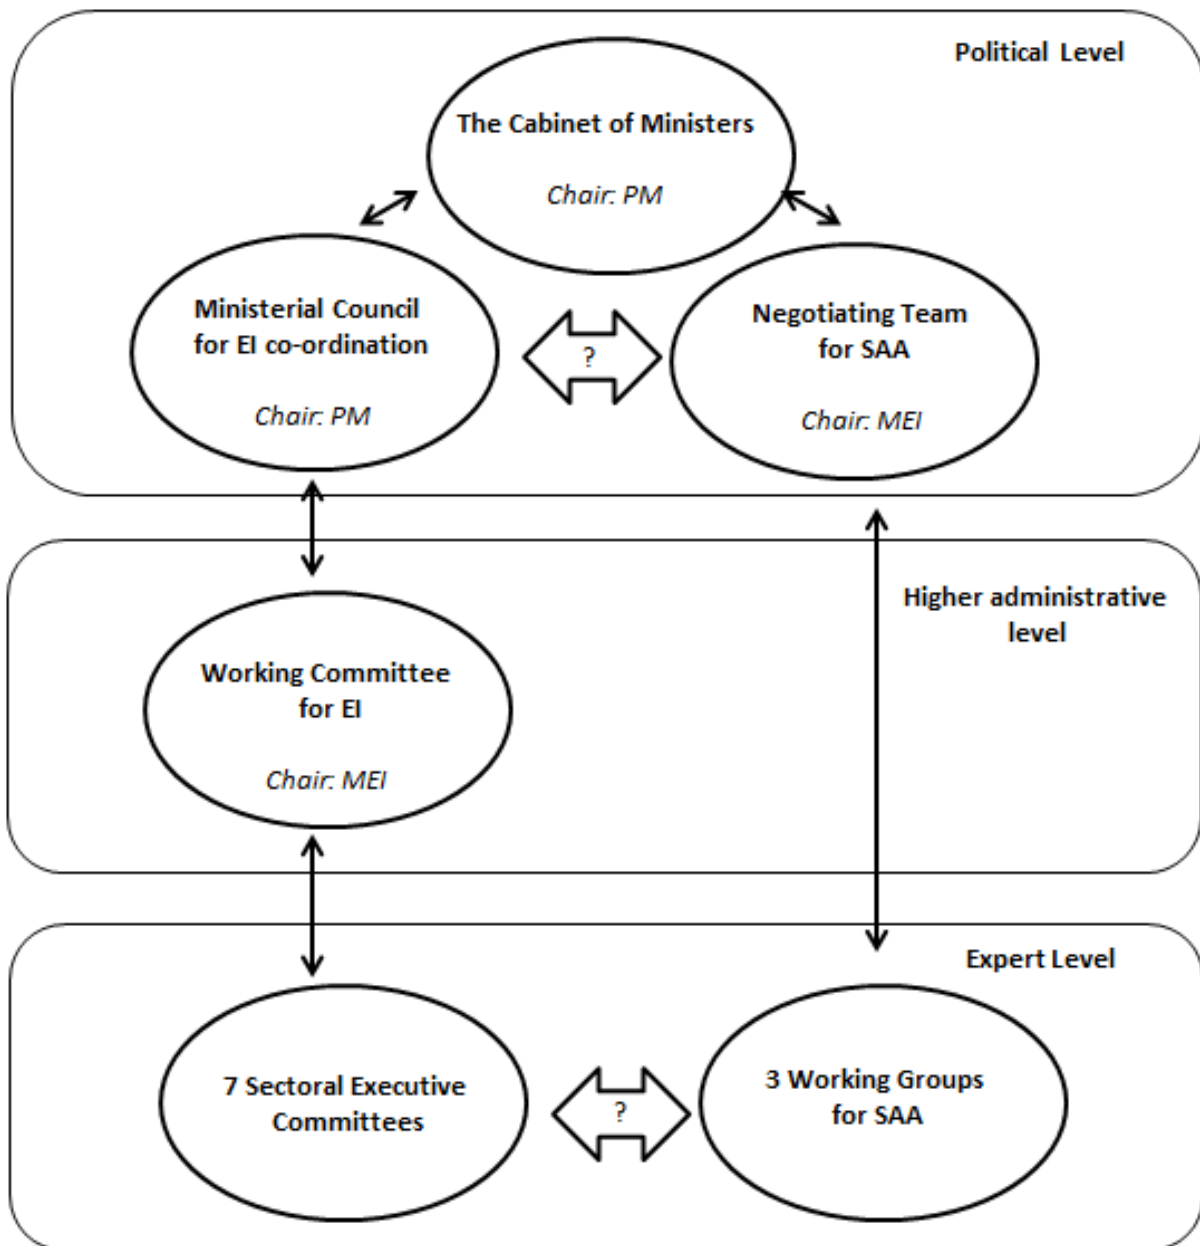 Political Level
The Cabinet of Ministers
Chair: PM
Ministerial Council
for EI co-ordination
Chair: PM
?
Negotiating Team
for SAA
Chair: MEI
Higher administrative
level
Working Committee
for EI
Chair: MEI
Expert Level
7 Sectoral Executive
Committees
?
3 Working Groups
for SAA